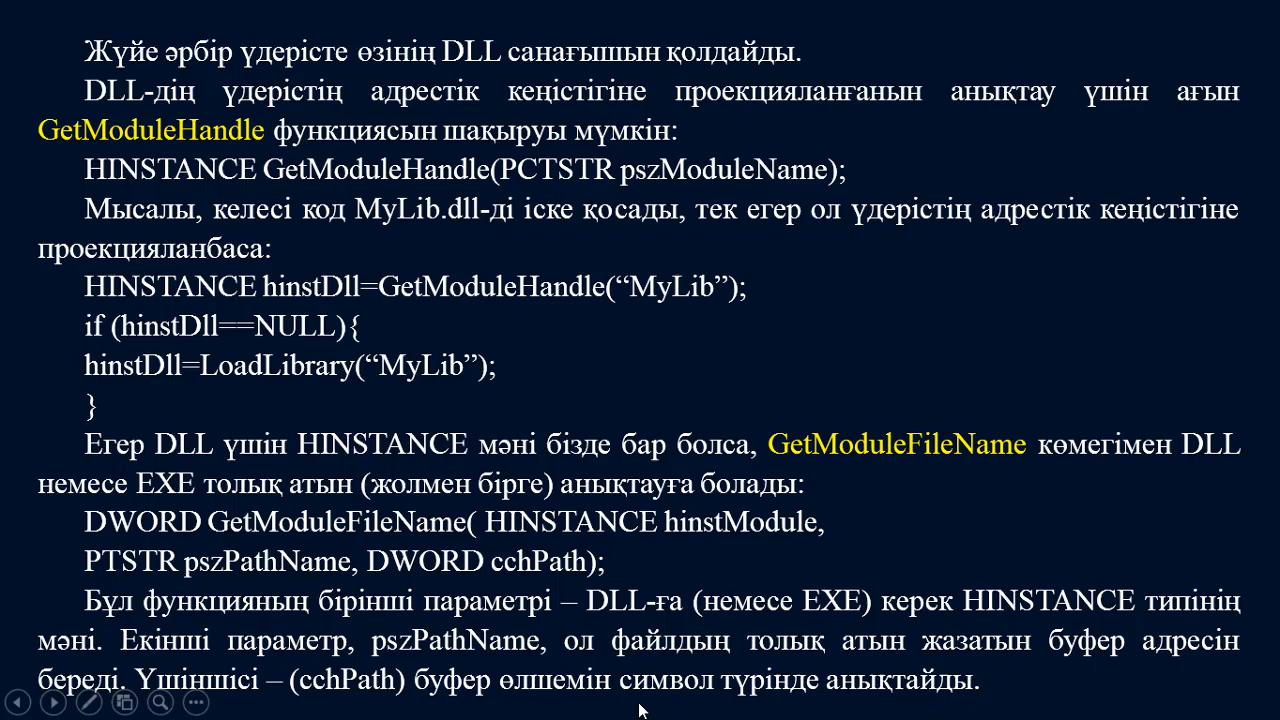 Жүйе әрбір үдерісте өзінің DLL санағышын қолдайды.
DLL-дің үдерістің адрестік кеңістігіне проекцияланғанын анықтау үшін ағын
GetModuleHandle функциясын шақыруы мүмкін:
HINSTANCE GetModuleHandle(PCTSTR pszModuleName);
Мысалы, келесі код MyLib.dll-ді іске қосады, тек егер ол үдерістің адрестік кеңістігіне
проекцияланбаса:
HINSTANCE hinstDll=GetModuleHandle(“MyLib”);
if (hinstDll==NULL){
hinstDll=LoadLibrary(“MyLib”);
}
Егер DLL үшін HINSTANCE мәні бізде бар болса, GetModuleFileName көмегімен DLL
немесе EXE толық атын (жолмен бірге) анықтауға болады:
DWORD GetModuleFileName( HINSTANCE hinstModule,
PTSTR pszPathName, DWORD cchPath);
Бұл функцияның бірінші параметрі – DLL-ға (немесе EXE) керек HINSTANCE типінің
мәні. Екінші параметр, pszPathName, ол файлдың толық атын жазатын буфер адресін
береді. Үшіншісі – (cchPath) буфер өлшемін символ түрінде анықтайды.